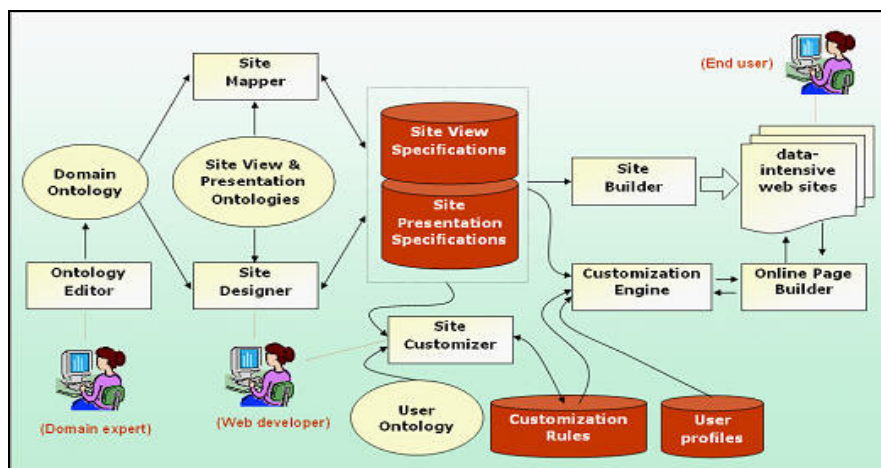 Site
Mapper
(End user)
Site View
Specifications
Domain
Ontology
Site View &
Presentation
Ontologies
Site
Builder
data-
intensive
web sites
Site
Presentation
Specifications
Ontology
Editor
Site
Designer
Customization
Engine
Online Page
Builder
Site
Customizer
(Domain expert)
(Web developer)
User
Ontology
Customization
Rules
User
profiles